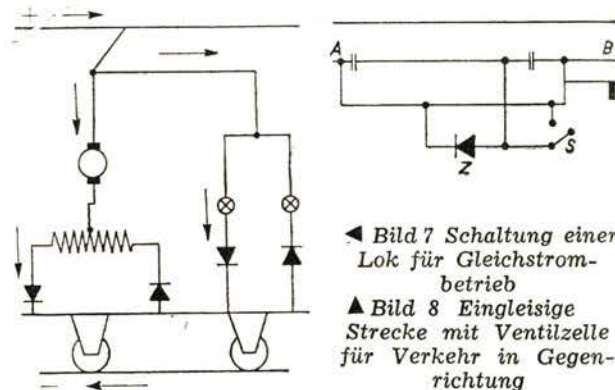 +
A
B
Z
S
◄ Bild 7 Schaltung einer
Lok für Gleichstrom-
betrieb
▲ Bild 8 Eingleisige
Strecke mit Ventilzelle
für Verkehr in Gegen-
richtung